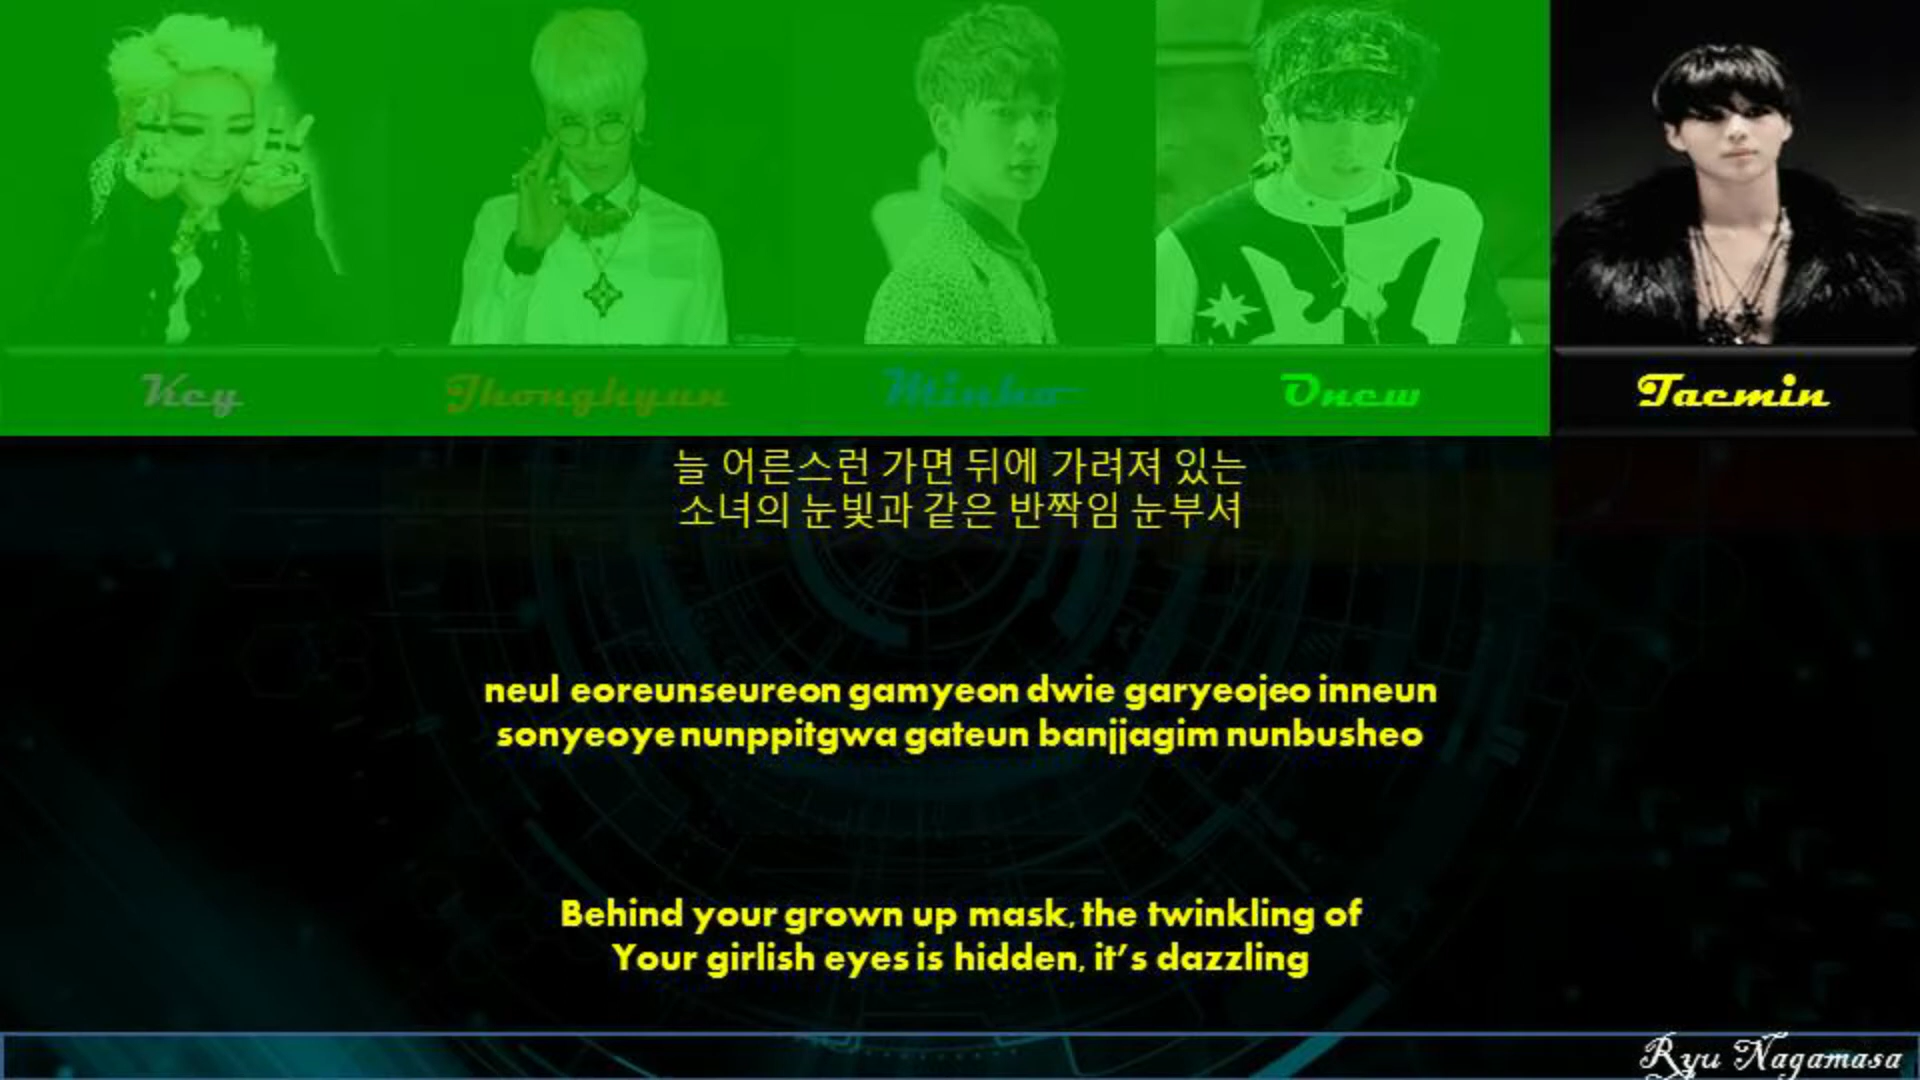 Key
Jhonghyun
Minho
Onew
Taemin
늘 어른스런 가면 뒤에 가려져 있는
소녀의 눈빛과 같은 반짝임 눈부셔
neul eoreunseureon gamyeon dwie garyeojeo inneun
sonyeoye nunppitgwa gateun banjjagim nunbusheo
Behind your grown up mask, the twinkling of
Your girlish eyes is hidden, it's dazzling
Ryu Nagamasa